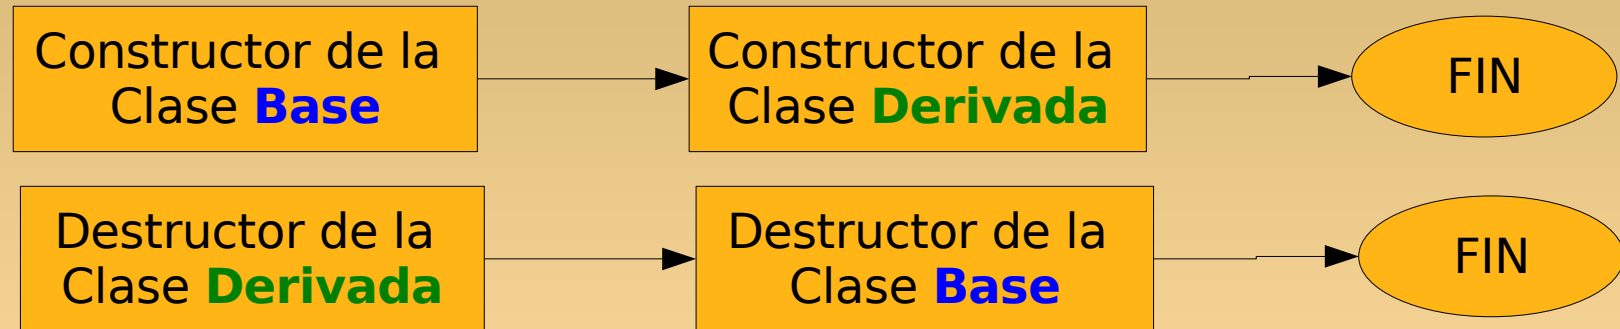 Constructor de la
Clase Base
Constructor de la
Clase Derivada
FIN
Destructor de la
Clase Derivada
Destructor de la
Clase Base
FIN